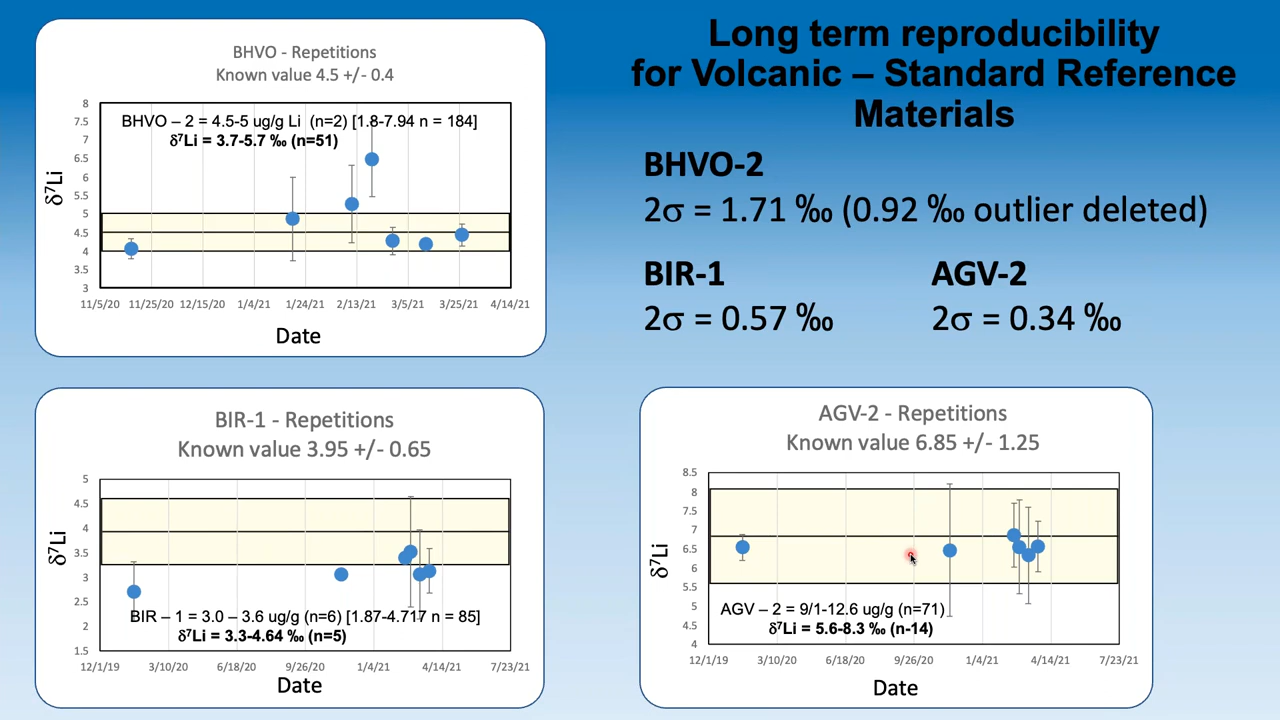 Long term reproducibility
for Volcanic – Standard Reference
Materials
BHVO - Repetitions
Known value 4.5 +/- 0.4
BHVO – 2 = 4.5-5 ug/g Li (n=2) [1.8-7.94 n = 184]
δ⁷Li = 3.7-5.7 ‰ (n=51)
8
7.5
7
6.5
6
5.5
5
4.5
4
3.5
3
δ⁷Li
11/5/20 11/25/20 12/15/20 1/4/21 1/24/21 2/13/21 3/5/21 3/25/21 4/14/21
Date
BHVO-2
2σ = 1.71 ‰ (0.92 ‰ outlier deleted)
BIR-1 AGV-2
2σ = 0.57 ‰ 2σ = 0.34 ‰
BIR-1 - Repetitions
Known value 3.95 +/- 0.65
5
4.5
4
3.5
3
2.5
2
1.5
δ⁷Li
BIR – 1 = 3.0 – 3.6 ug/g (n=6) [1.87-4.717 n = 85]
δ⁷Li = 3.3-4.64 ‰ (n=5)
12/1/19 3/10/20 6/18/20 9/26/20 1/4/21 4/14/21 7/23/21
Date
AGV-2 - Repetitions
Known value 6.85 +/- 1.25
8.5
8
7.5
7
6.5
6
5.5
5
4.5
4
δ⁷Li
AGV – 2 = 9/1-12.6 ug/g (n=71)
δ⁷Li = 5.6-8.3 ‰ (n-14)
12/1/19 3/10/20 6/18/20 9/26/20 1/4/21 4/14/21 7/23/21
Date